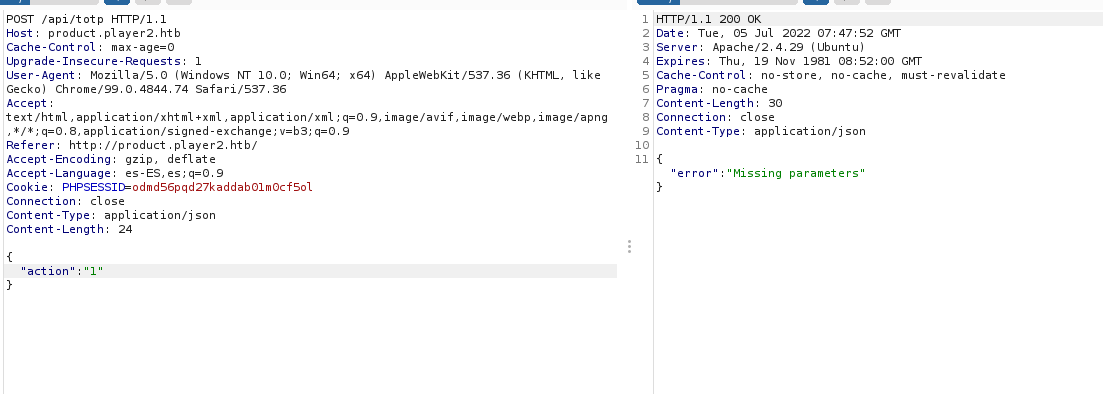 POST /api/totp HTTP/1.1
Host: product.player2.htb
Cache-Control: max-age=0
Upgrade-Insecure-Requests: 1
User-Agent: Mozilla/5.0 (Windows NT 10.0; Win64; x64) AppleWebKit/537.36 (KHTML, like
Gecko) Chrome/99.0.4844.74 Safari/537.36
Accept:
text/html,application/xhtml+xml,application/xml;q=0.9,image/avif,image/webp,image/apng
,*/*;q=0.8,application/signed-exchange;v=b3;q=0.9
Referer: http://product.player2.htb/
Accept-Encoding: gzip, deflate
Accept-Language: es-ES,es;q=0.9
Cookie: PHPSESSID=odmd56pqd27kaddab01m0cf5ol
Connection: close
Content-Type: application/json
Content-Length: 24
{
"action":"1"
}
1 HTTP/1.1 200 OK
2 Date: Tue, 05 Jul 2022 07:47:52 GMT
3 Server: Apache/2.4.29 (Ubuntu)
4 Expires: Thu, 19 Nov 1981 08:52:00 GMT
5 Cache-Control: no-store, no-cache, must-revalidate
6 Pragma: no-cache
7 Content-Length: 30
8 Connection: close
9 Content-Type: application/json
10
11 {
"error":"Missing parameters"
}